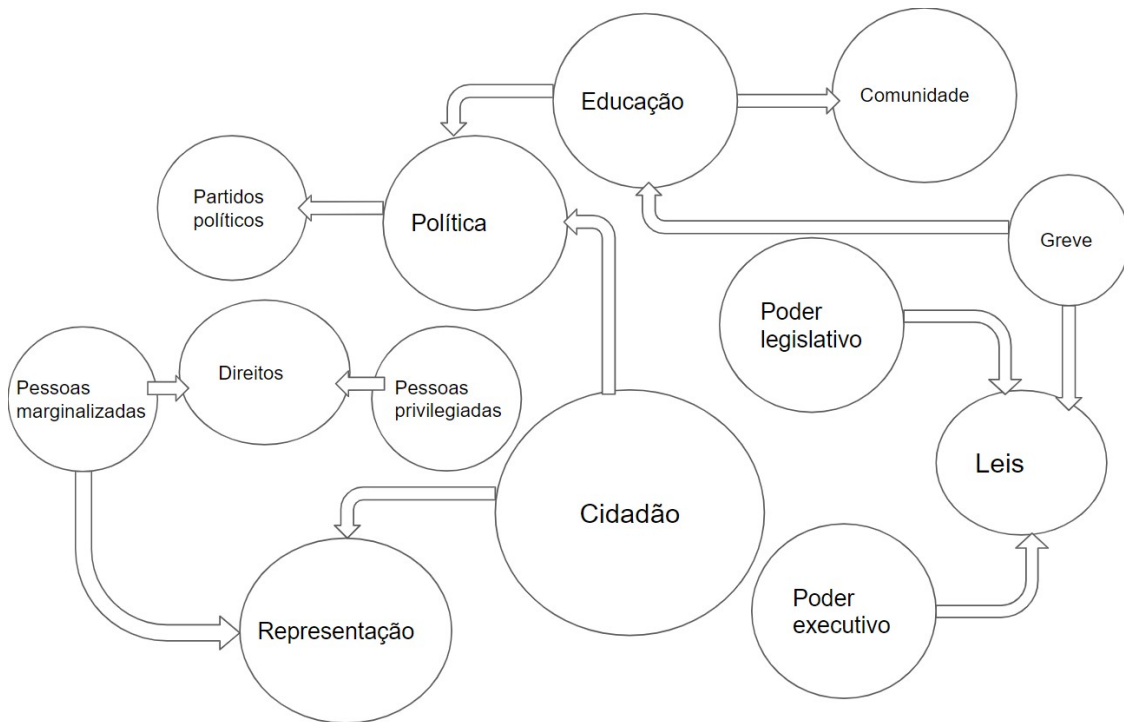 Educação
Comunidade
Partidos
políticos
Política
Greve
Poder
legislativo
Pessoas
marginalizadas
Direitos
Pessoas
privilegiadas
Leis
Cidadão
Poder
executivo
Representação